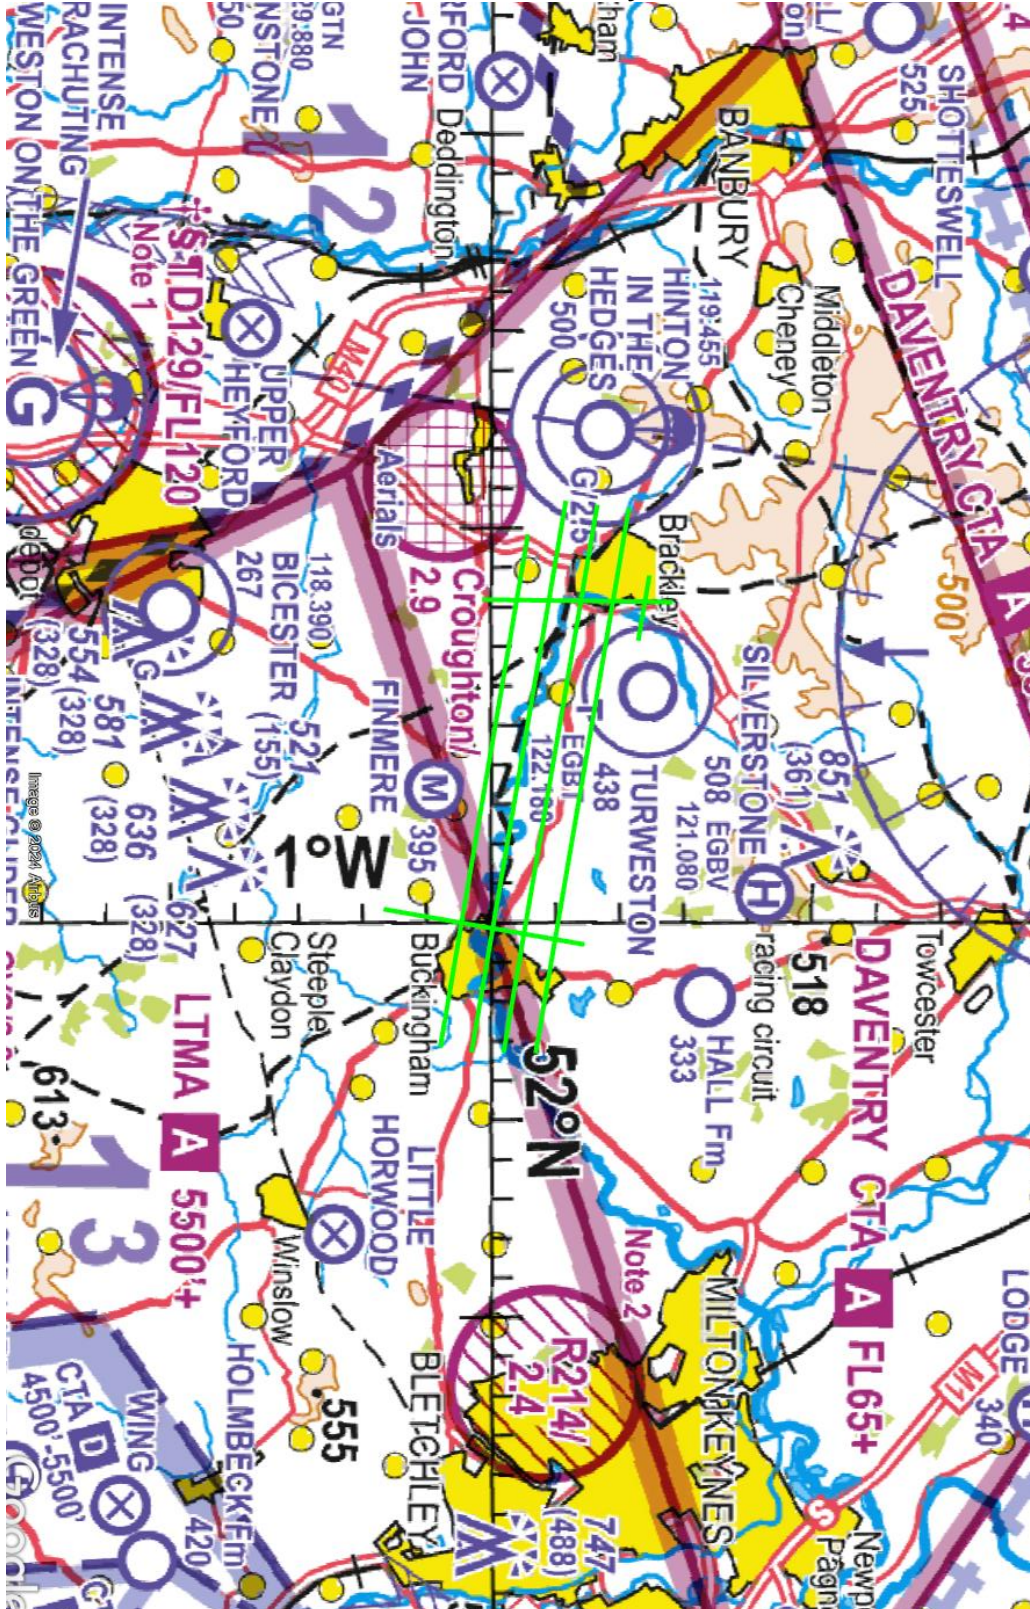 SHOTTESWELL
525
BANBURY
Deddington
JOHN
12
DAVENTRY CTA A
Middleton
Cheney
119.455
HINTON
IN THE
HEDGES
500
G/2.5
INTENSE
WESTON ON THE GREEN
G
Note 1
D129/FL120
M40
UPPER
HEYFORD
Aerials
Croughton/
2.9
Brackley
500
118.390
BICESTER
267
depot
554
(328)
581
(328)
521
(155)
G
636
(328)
627
(328)
FINMERE
M 395
1°W
TURWESTON
438
T
EGBT
SILVERSTONE
H
508 EGBV
121.080
851
(361)
racing circuit
518
Towcester
HALL Fm
333
Buckingham
Steeple
Claydon
52°N
DAVENTRY CTA A FL65+
LTMA A 5500'+
613
13
LITTLE
HORWOOD
Winslow
Note 2
R214/
2.4
MILTON KEYNES
BLETCHLEY
747
(488)
555
HOLMBECK Fm
420
WING
CTA D
4500'-5500'
LODGE
340
M1
S
Google
Image © 2024 Airbus